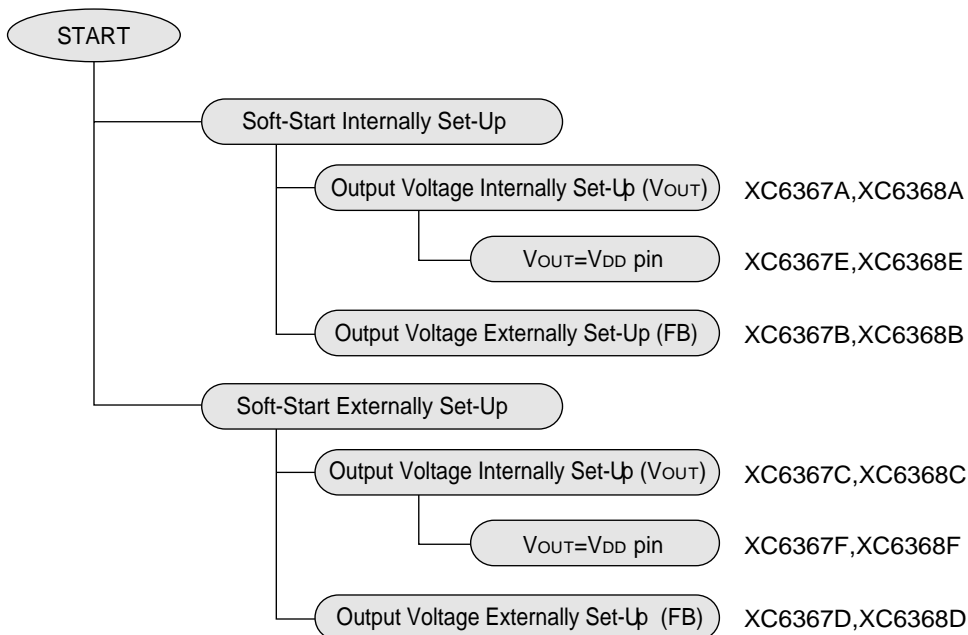 START
Soft-Start Internally Set-Up
Output Voltage Internally Set-Up (VOUT) XC6367A,XC6368A
VOUT=VDD pin XC6367E,XC6368E
Output Voltage Externally Set-Up (FB) XC6367B,XC6368B
Soft-Start Externally Set-Up
Output Voltage Internally Set-Up (VOUT) XC6367C,XC6368C
VOUT=VDD pin XC6367F,XC6368F
Output Voltage Externally Set-Up (FB) XC6367D,XC6368D